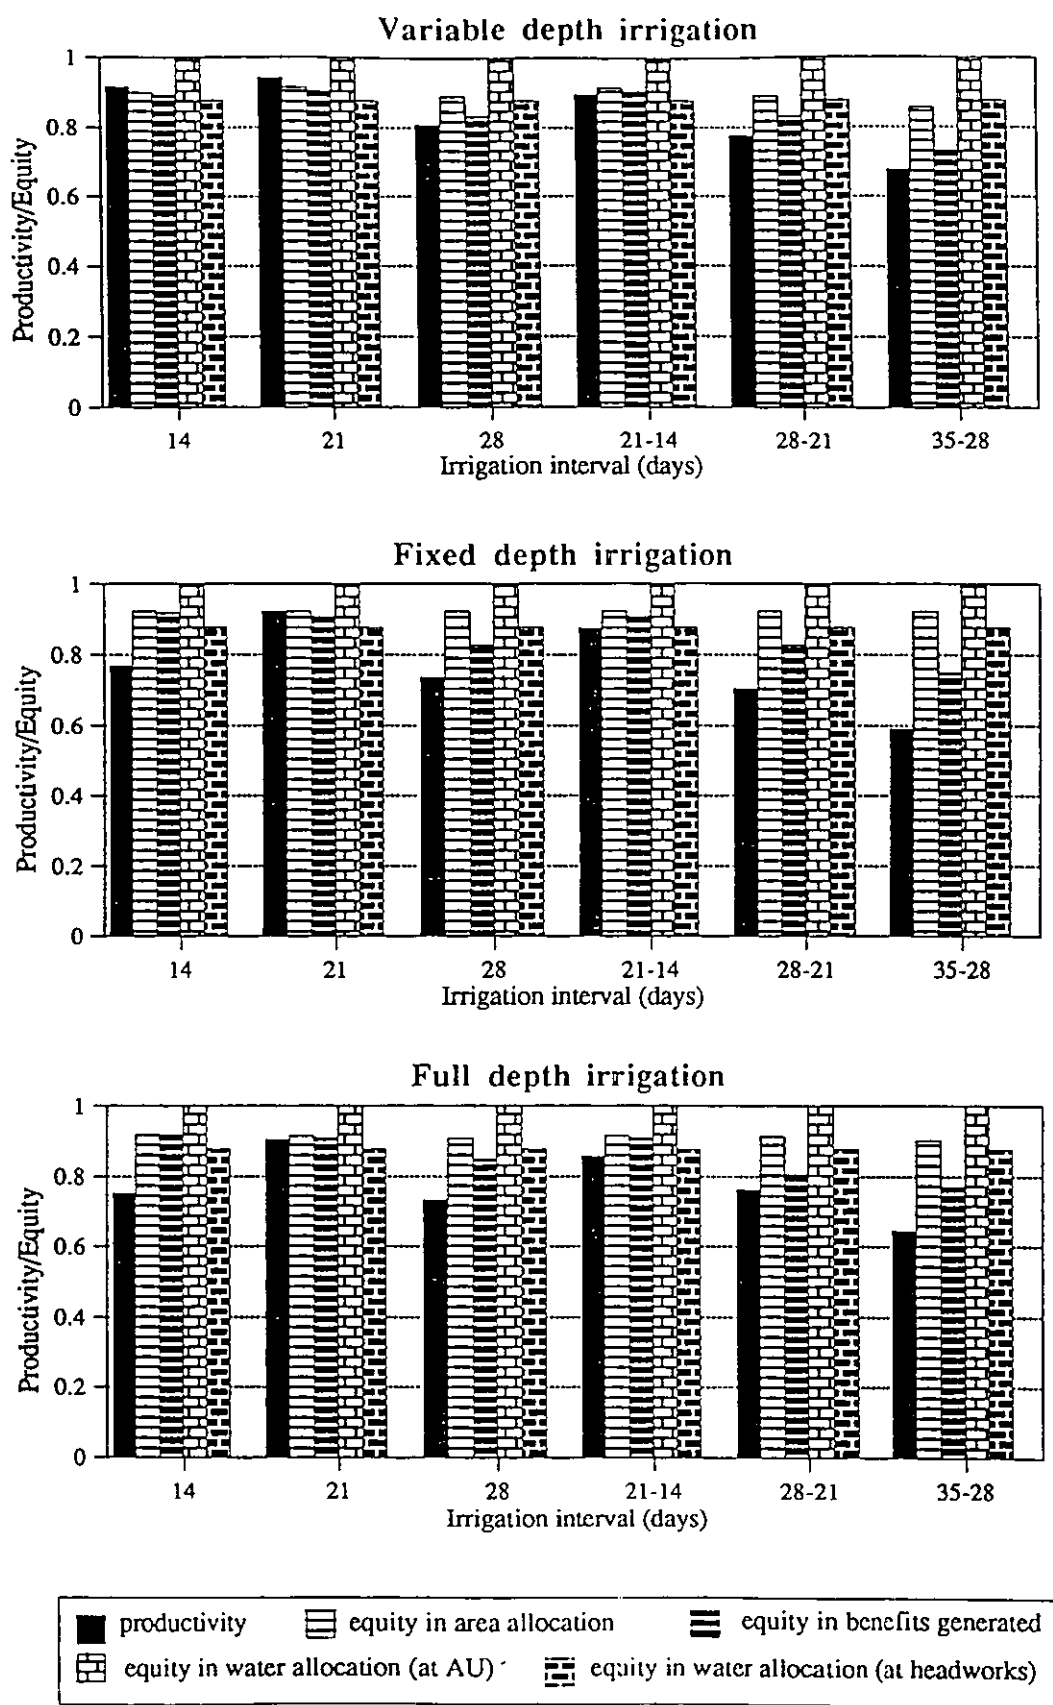 Variable depth irrigation
1
0.8
0.6
0.4
0.2
0
Productivity/Equity
14 21 28 21-14 28-21 35-28
Irrigation interval (days)
Fixed depth irrigation
1
0.8
0.6
0.4
0.2
0
Productivity/Equity
14 21 28 21-14 28-21 35-28
Irrigation interval (days)
Full depth irrigation
1
0.8
0.6
0.4
0.2
0
Productivity/Equity
14 21 28 21-14 28-21 35-28
Irrigation interval (days)
productivity equity in area allocation equity in benefits generated
equity in water allocation (at AU) equity in water allocation (at headworks)